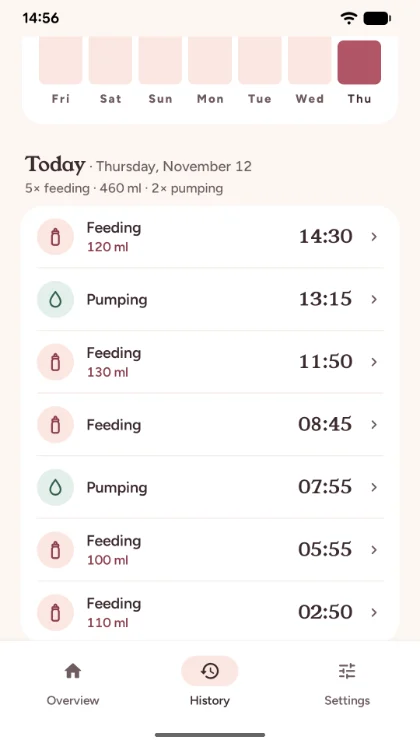 14:56
Fri Sat Sun Mon Tue Wed Thu
Today · Thursday, November 12
5× feeding · 460 ml · 2× pumping
Feeding
120 ml
14:30
Pumping
13:15
Feeding
130 ml
11:50
Feeding
08:45
Pumping
07:55
Feeding
100 ml
05:55
Feeding
110 ml
02:50
Overview History Settings